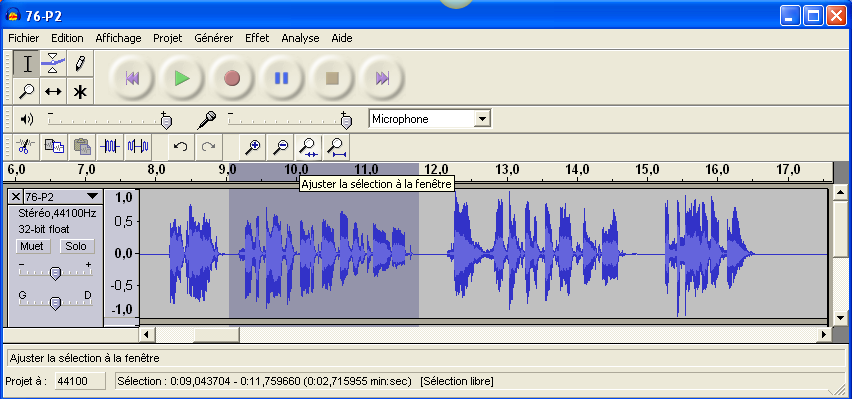 76-P2
Fichier Edition Affichage Projet Générer Effet Analyse Aide
- + - + Microphone
6,0 7,0 8,0 9,0 10,0 11,0 12,0 13,0 14,0 15,0 16,0 17,0
Ajuster la sélection à la fenêtre
76-P2
Stéréo,44100Hz
32-bit float
Muet Solo
- +
G D
1,0
0,5
0,0
-0,5
-1,0
Ajuster la sélection à la fenêtre
Projet à : 44100 Sélection : 0:09,043704 - 0:11,759660 (0:02,715955 min:sec) [Sélection libre]